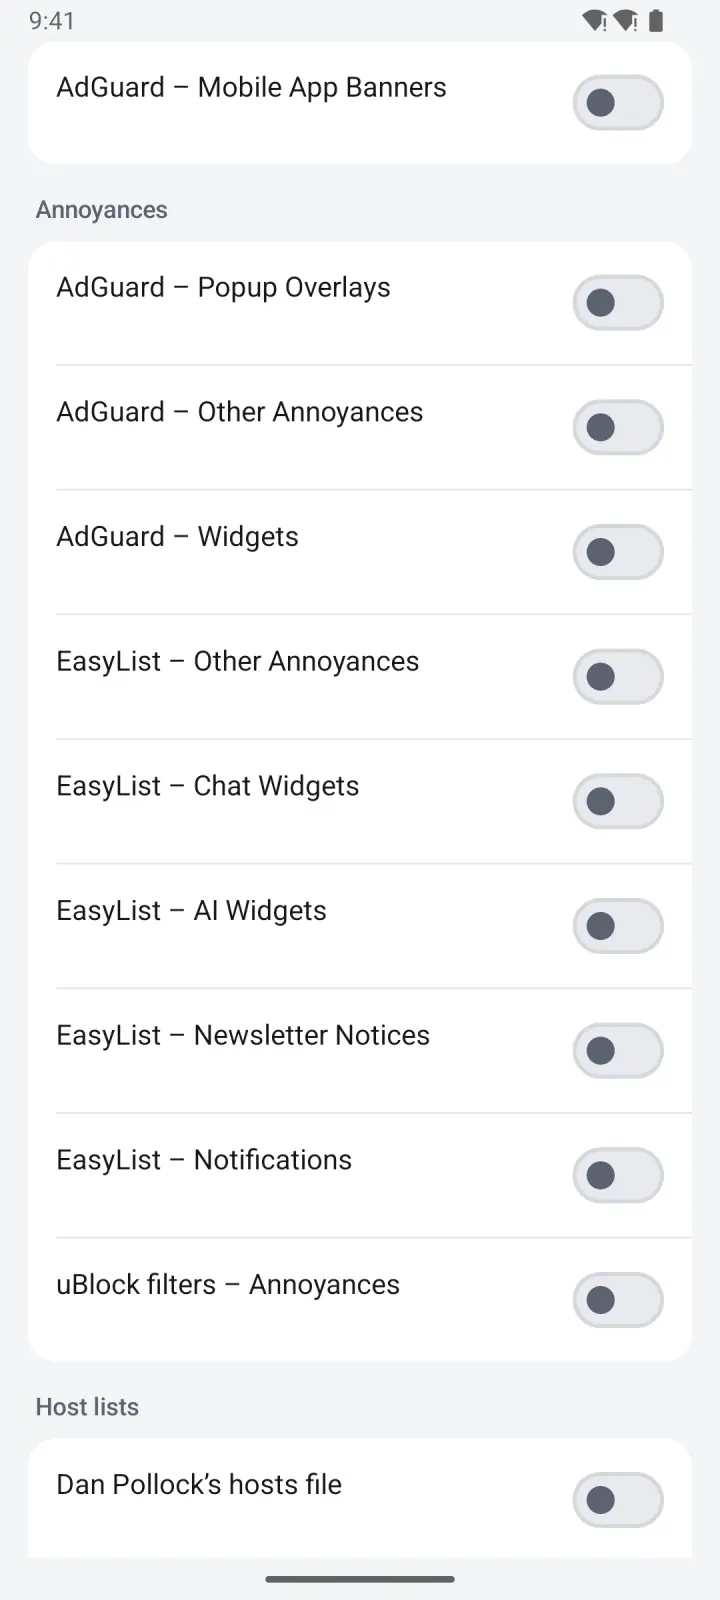 9:41
AdGuard – Mobile App Banners
Annoyances
AdGuard – Popup Overlays
AdGuard – Other Annoyances
AdGuard – Widgets
EasyList – Other Annoyances
EasyList – Chat Widgets
EasyList – AI Widgets
EasyList – Newsletter Notices
EasyList – Notifications
uBlock filters – Annoyances
Host lists
Dan Pollock’s hosts file